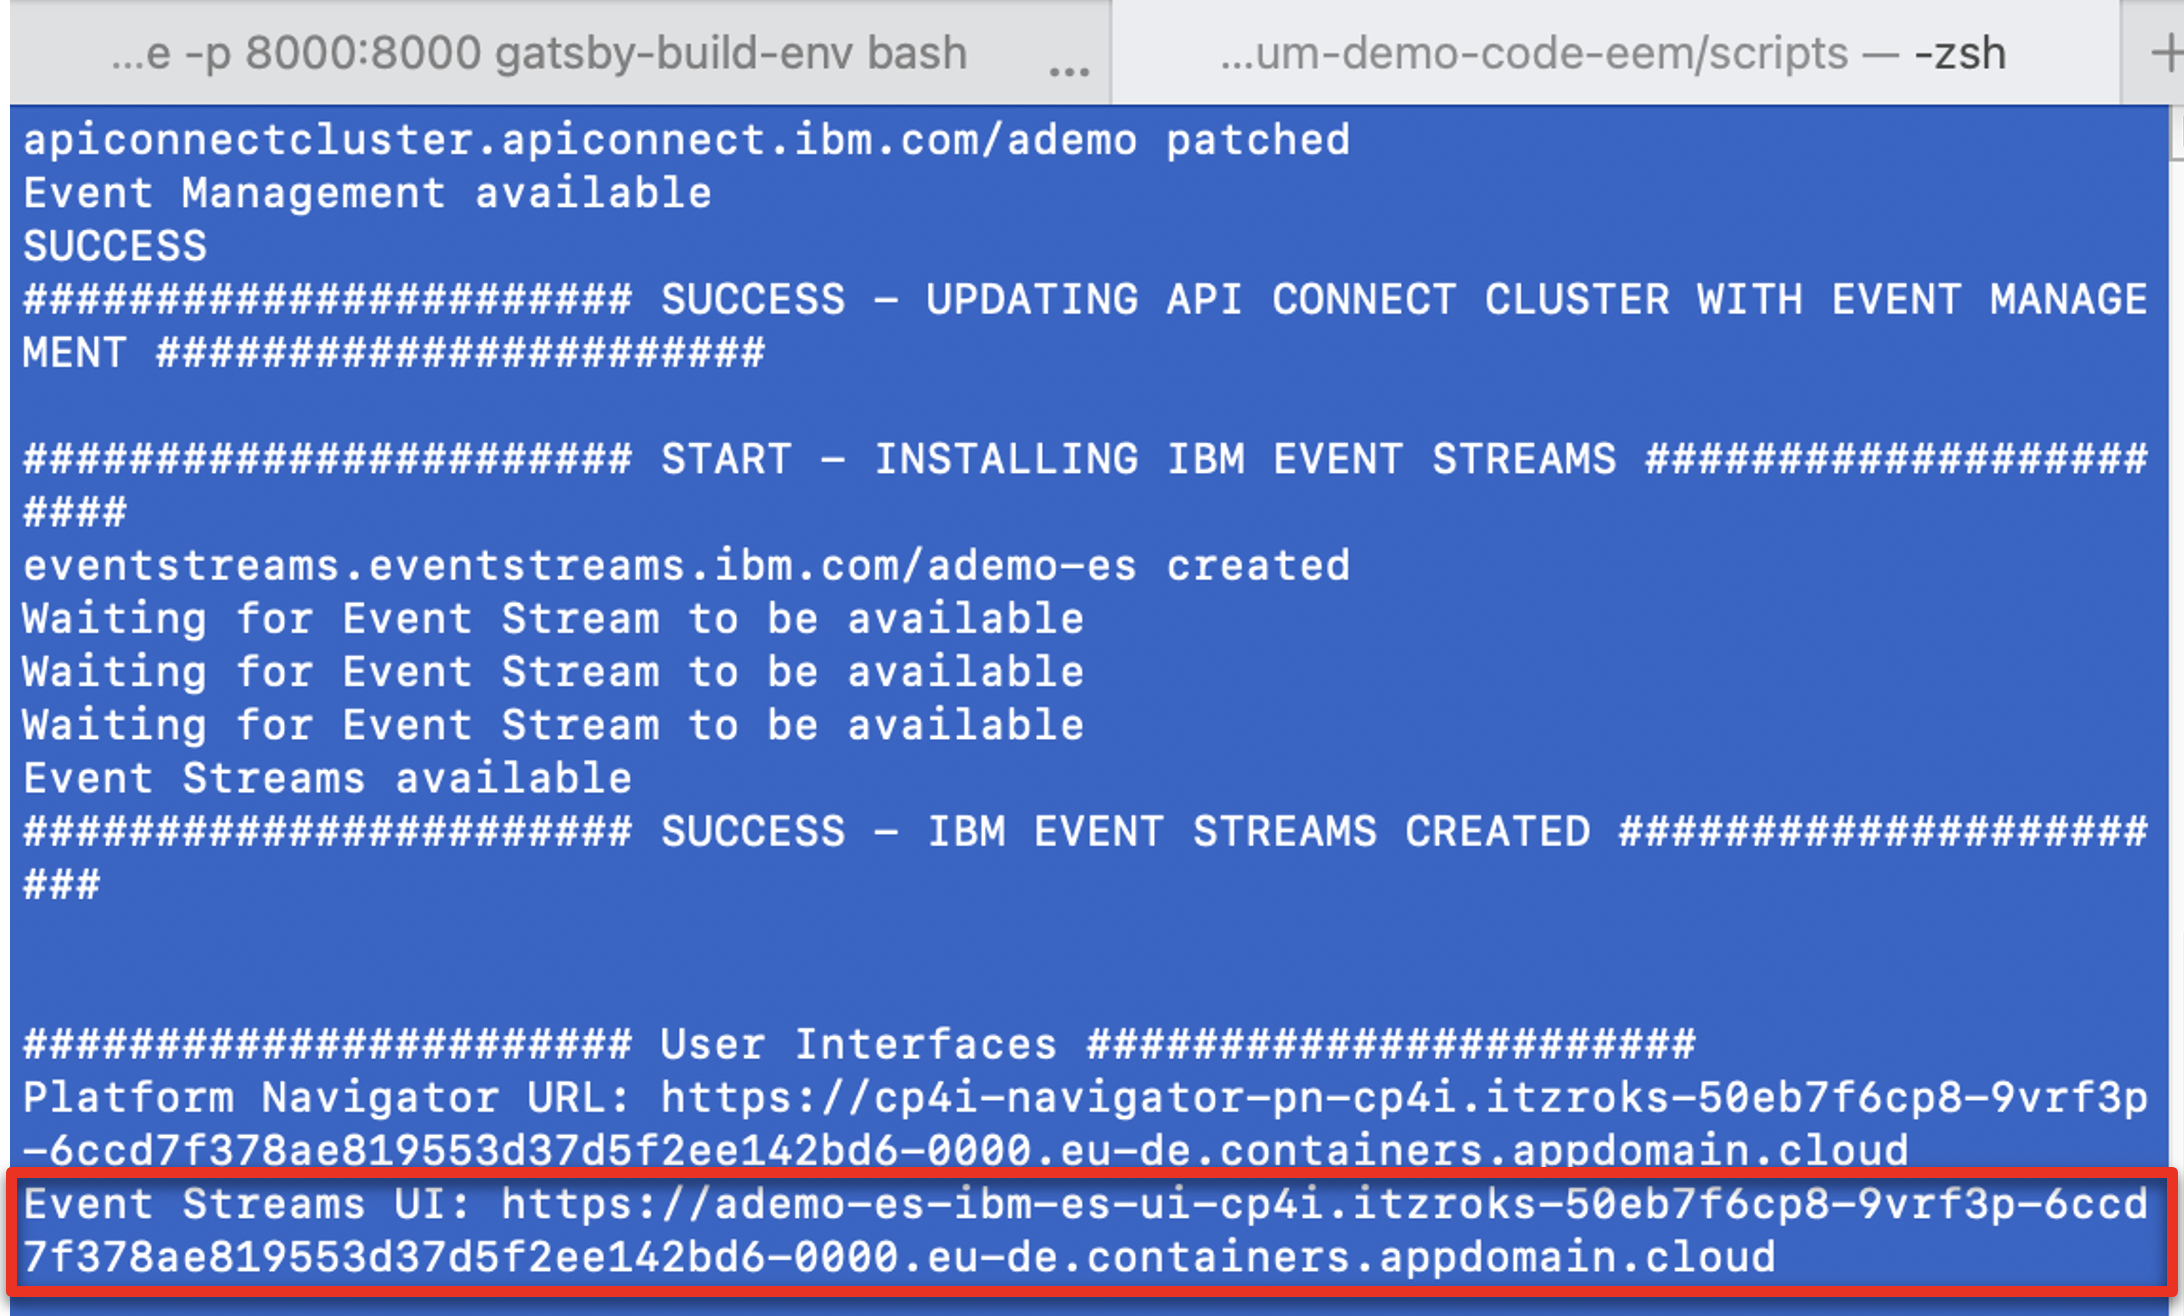 ...e -p 8000:8000 gatsby-build-env bash ...
...um-demo-code-eem/scripts — -zsh +
apiconnectcluster.apiconnect.ibm.com/ademo patched
Event Management available
SUCCESS
####################### SUCCESS – UPDATING API CONNECT CLUSTER WITH EVENT MANAGE
MENT #######################

####################### START – INSTALLING IBM EVENT STREAMS ###################
####
eventstreams.eventstreams.ibm.com/ademo-es created
Waiting for Event Stream to be available
Waiting for Event Stream to be available
Waiting for Event Stream to be available
Event Streams available
####################### SUCCESS – IBM EVENT STREAMS CREATED ####################
###

####################### User Interfaces #######################
Platform Navigator URL: https://cp4i-navigator-pn-cp4i.itzroks-50eb7f6cp8-9vrf3p
-6ccd7f378ae819553d37d5f2ee142bd6-0000.eu-de.containers.appdomain.cloud
Event Streams UI: https://ademo-es-ibm-es-ui-cp4i.itzroks-50eb7f6cp8-9vrf3p-6ccd
7f378ae819553d37d5f2ee142bd6-0000.eu-de.containers.appdomain.cloud